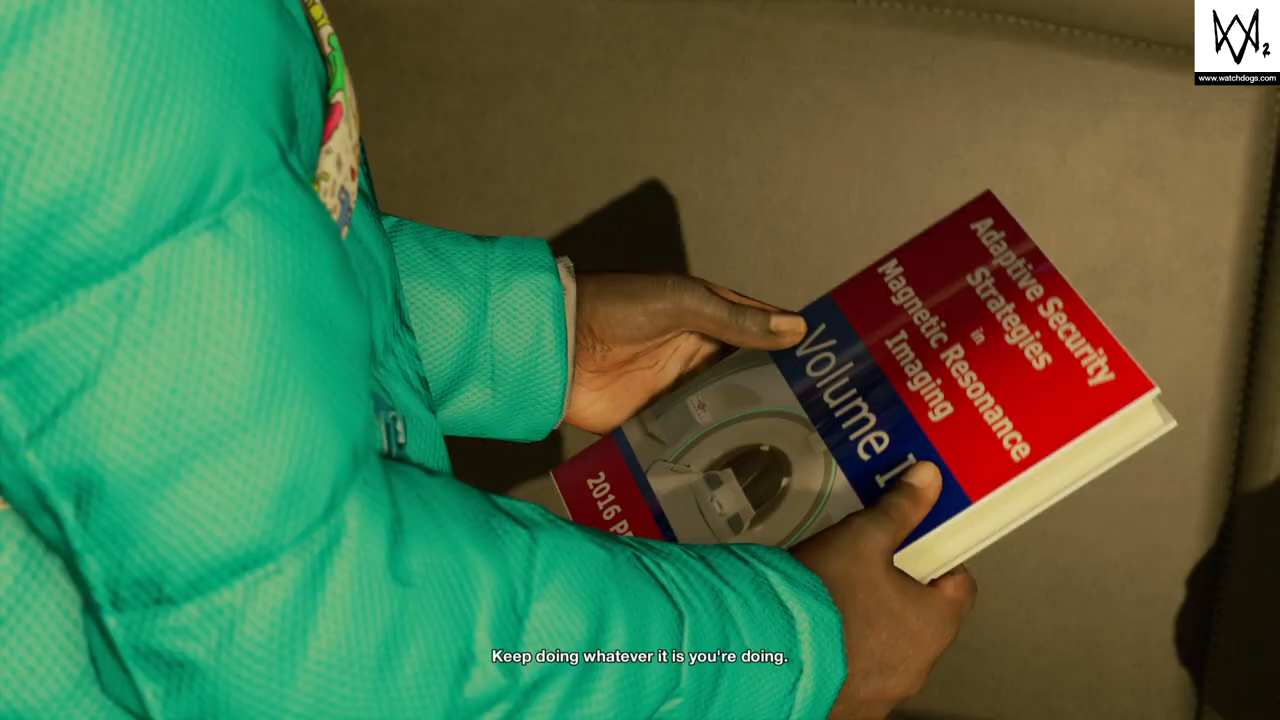 2
www.watchdogs.com
Adaptive Security
Strategies
in
Magnetic Resonance
Imaging
Volume I
2016
Keep doing whatever it is you're doing.